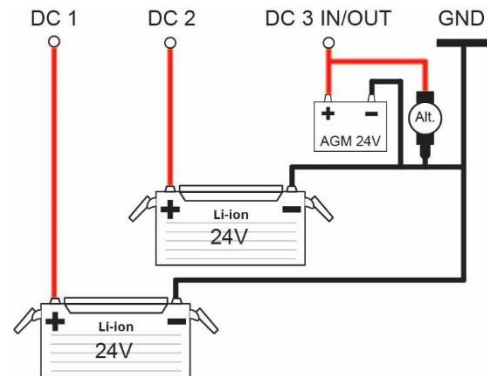 DC 1
DC 2
DC 3 IN/OUT
GND
+ −
Alt.
AGM 24V
+ Li-ion −
24V
+ Li-ion −
24V